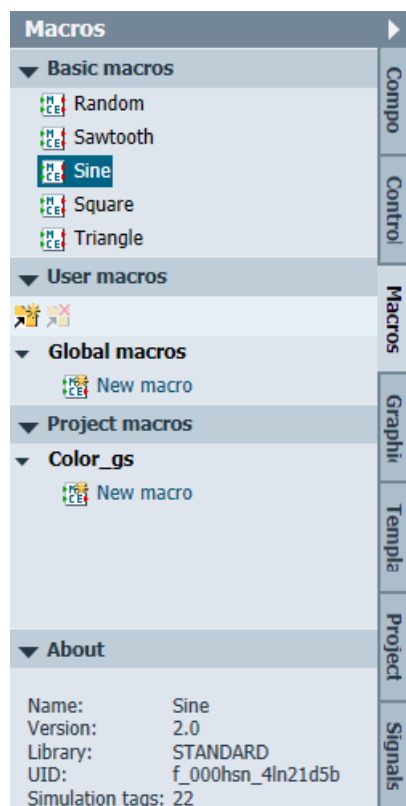 Macros
Basic macros
Random
Sawtooth
Sine
Square
Triangle
User macros
Global macros
New macro
Project macros
Color_gs
New macro
About
Name: Sine
Version: 2.0
Library: STANDARD
UID: f_000hsn_4ln21d5b
Simulation tags: 22
Compo
Control
Macros
Graphic
Templa
Project
Signals